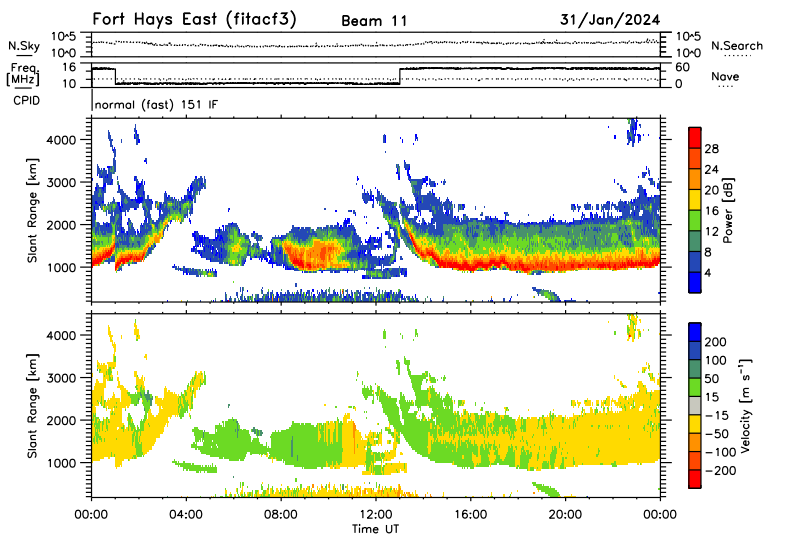 Fort Hays East (fitacf3) Beam 11 31/Jan/2024
N.Sky 10^5 10^0 10^5 10^0 N.Search
Freq. [MHz] 16 10 60 0 Nave
CPID normal (fast) 151 IF
Slant Range [km] 4000 3000 2000 1000
28 24 20 16 12 8 4 Power [dB]
Slant Range [km] 4000 3000 2000 1000
200 100 50 15 -15 -50 -100 -200 Velocity [m s^-1]
00:00 04:00 08:00 12:00 16:00 20:00 00:00
Time UT